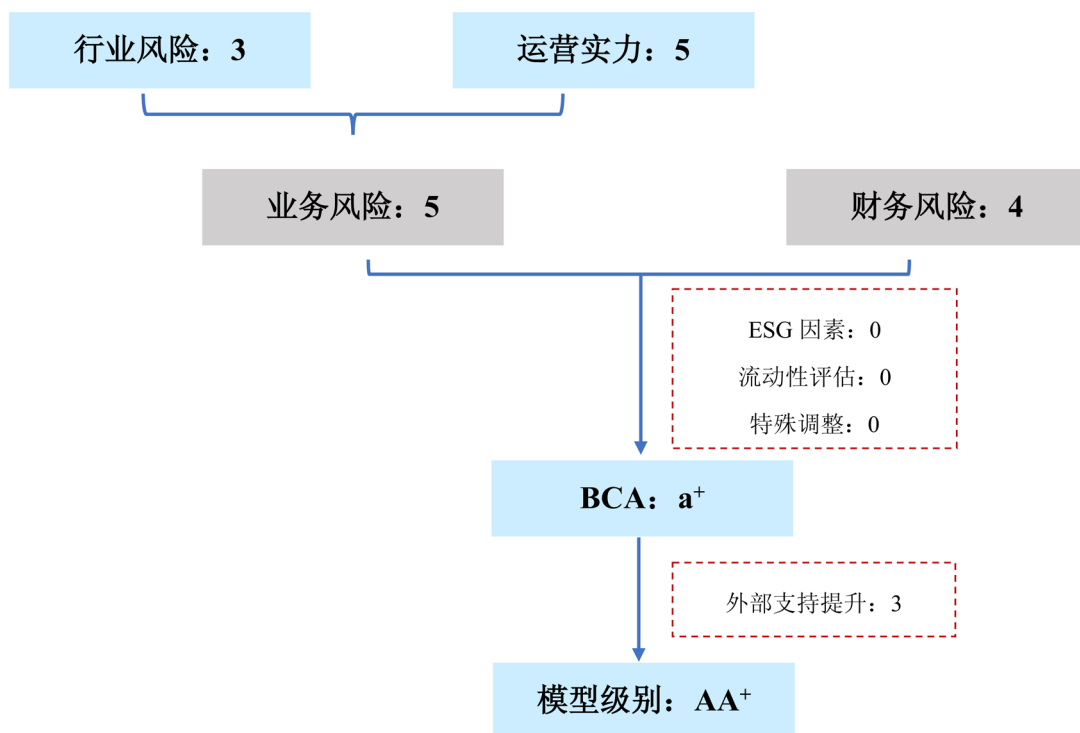 行业风险：3
运营实力：5
业务风险：5
财务风险：4
ESG 因素：0
流动性评估：0
特殊调整：0
BCA：a⁺
外部支持提升：3
模型级别：AA⁺